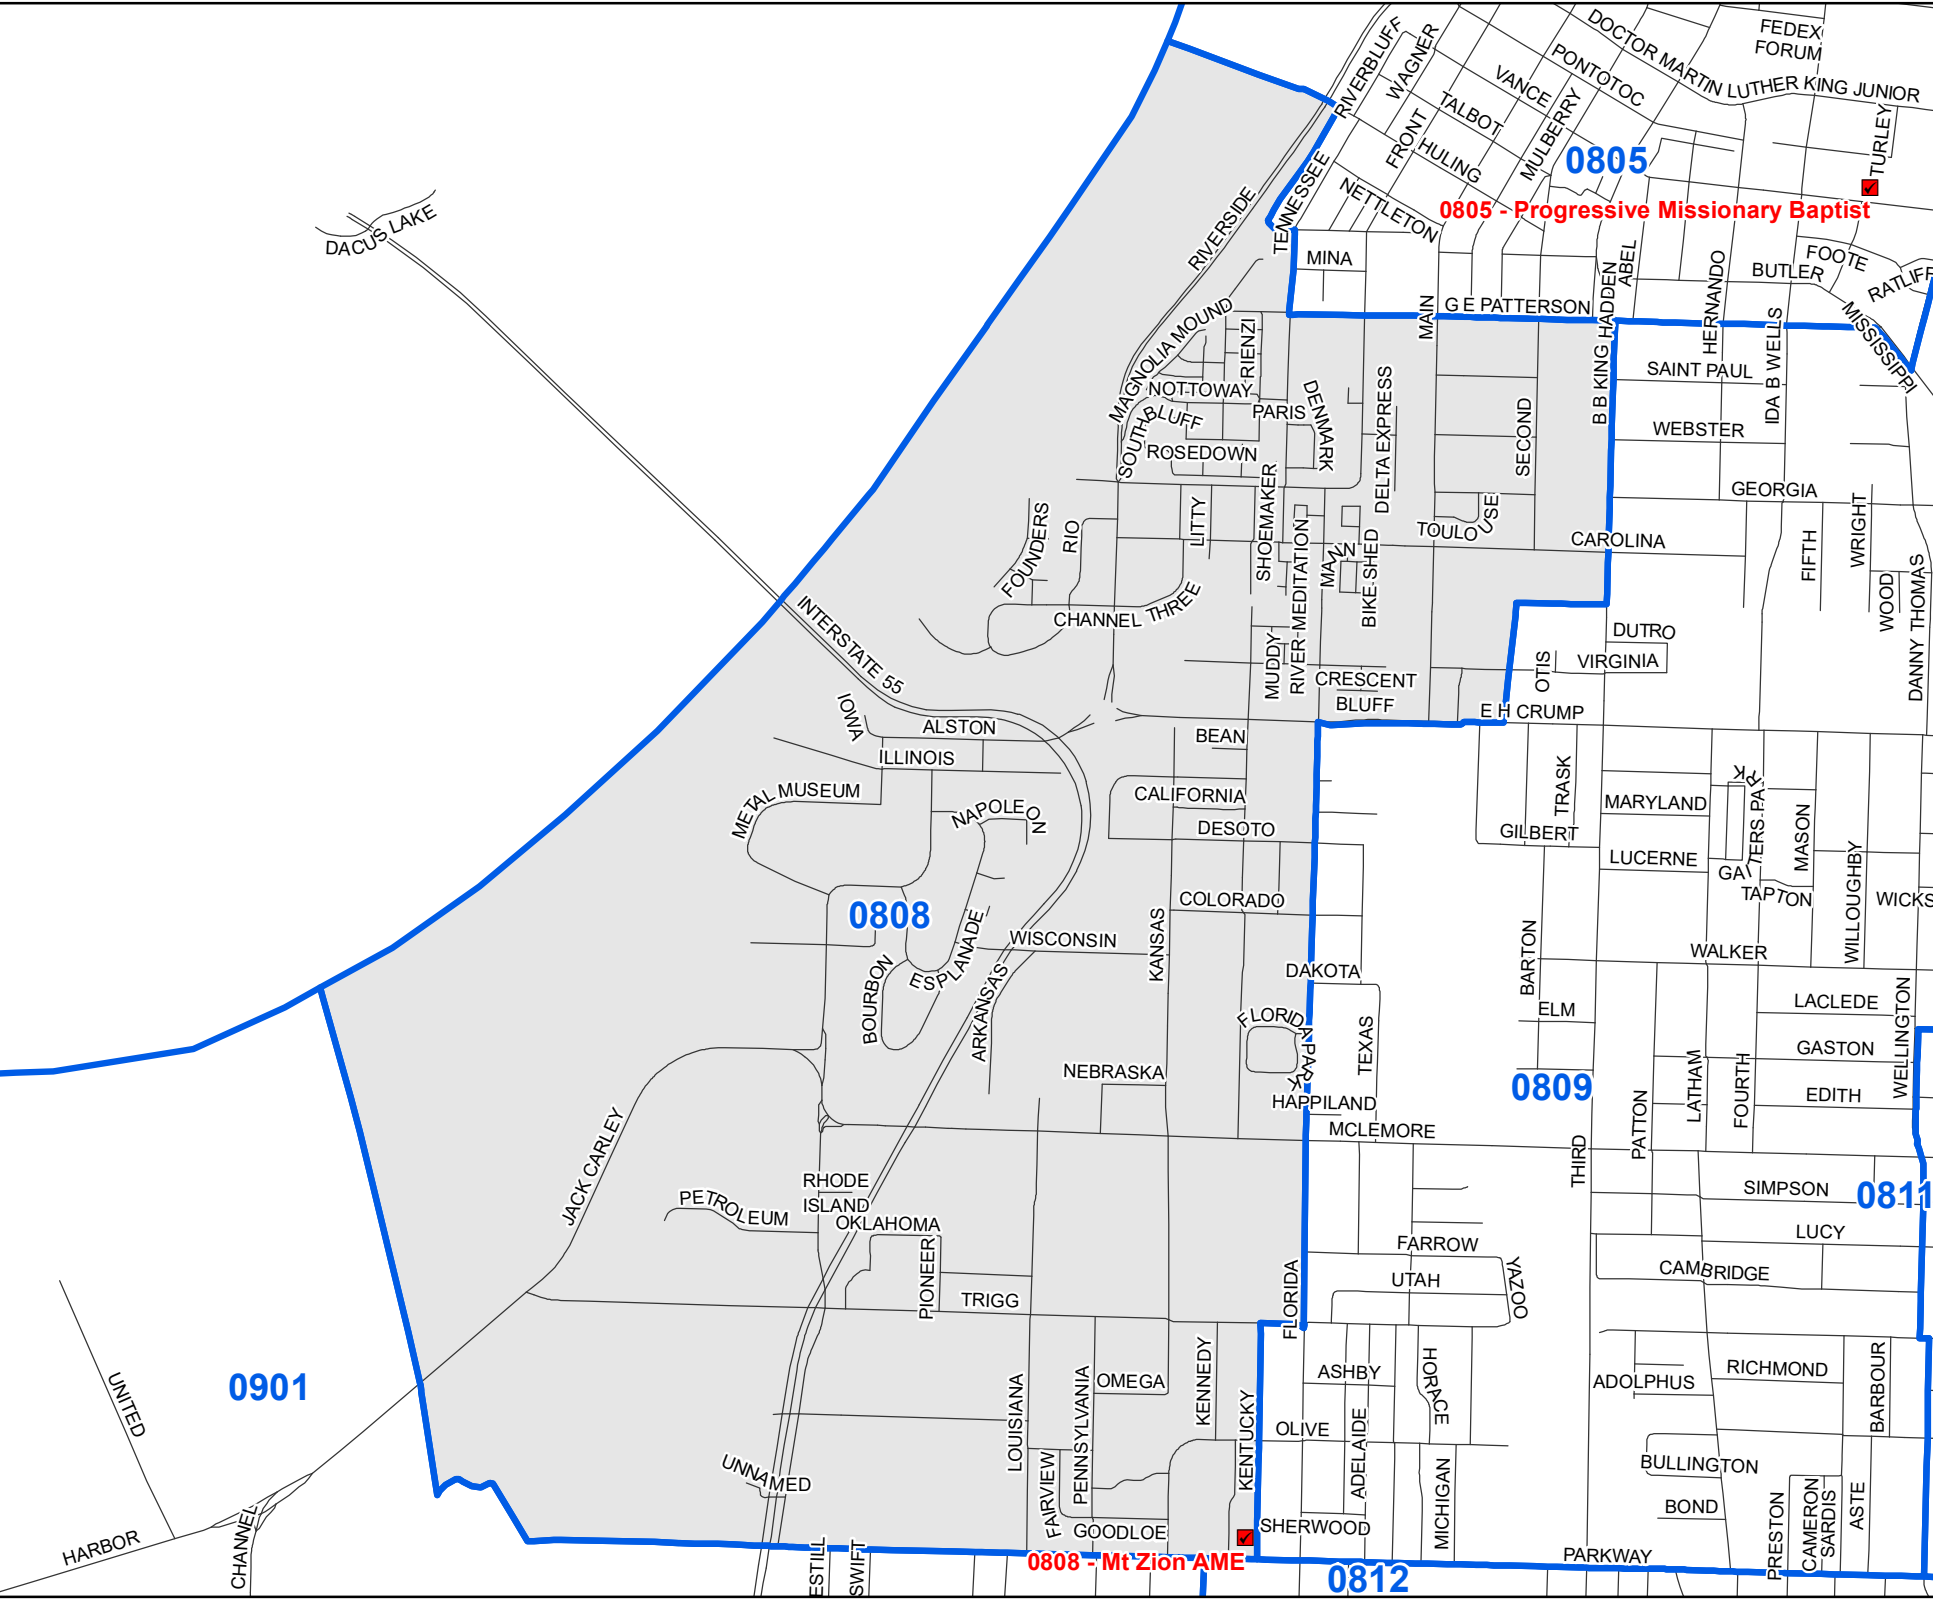 FEDEX
FORUM
DOCTOR MARTIN LUTHER KING JUNIOR
RIVERBLUFF
WAGNER
PONTOTOC
VANCE
TALBOT
MULBERRY
FRONT
HULING
TURLEY
0805
0805 - Progressive Missionary Baptist
NETTLETON
TENNESSEE
RIVERSIDE
DACUS LAKE
MINA
ABEL
HERNANDO
BUTLER
FOOTE
RATLIFF
MISSISSIPPI
MAIN
G E PATTERSON
B B KING HADDEN
IDA B WELLS
MAGNOLIA MOUND
RIENZI
SAINT PAUL
NOTTOWAY
DENMARK
DELTA EXPRESS
SOUTH BLUFF
PARIS
SECOND
WEBSTER
ROSEDOWN
SHOEMAKER
GEORGIA
FOUNDERS
RIO
LITTY
RIVER MEDITATION
MANN
BIKE SHED
TOULOUSE
CAROLINA
FIFTH
WRIGHT
WOOD
DANNY THOMAS
CHANNEL THREE
INTERSTATE 55
DUTRO
VIRGINIA
OTIS
MUDDY
CRESCENT
BLUFF
E H CRUMP
IOWA
ALSTON
ILLINOIS
BEAN
METAL MUSEUM
NAPOLEON
CALIFORNIA
DESOTO
TRASK
GILBERT
MARYLAND
GAITERS PARK
MASON
LUCERNE
TAPTON
WILLOUGHBY
WICKS
0808
COLORADO
WISCONSIN
KANSAS
BARTON
WALKER
ESPLANADE
BOURBON
ARKANSAS
DAKOTA
ELM
LACLEDE
WELLINGTON
FLORIDA PARK
TEXAS
GASTON
NEBRASKA
0809
LATHAM
FOURTH
EDITH
HAPPILAND
PATTON
MCLEMORE
THIRD
JACK CARLEY
RHODE
ISLAND
PETROLEUM
OKLAHOMA
SIMPSON
0811
LUCY
PIONEER
FARROW
YAZOO
CAMBRIDGE
UTAH
TRIGG
FLORIDA
0901
UNITED
LOUISIANA
PENNSYLVANIA
OMEGA
KENNEDY
KENTUCKY
ASHBY
HORACE
ADOLPHUS
RICHMOND
BARBOUR
OLIVE
ADELAIDE
UNNAMED
FAIRVIEW
MICHIGAN
BULLINGTON
BOND
PRESTON
CAMERON
SARDIS
ASTE
GOODLOE
SHERWOOD
HARBOR
CHANNEL
ESTILL
SWIFT
0808 - Mt Zion AME
PARKWAY
0812